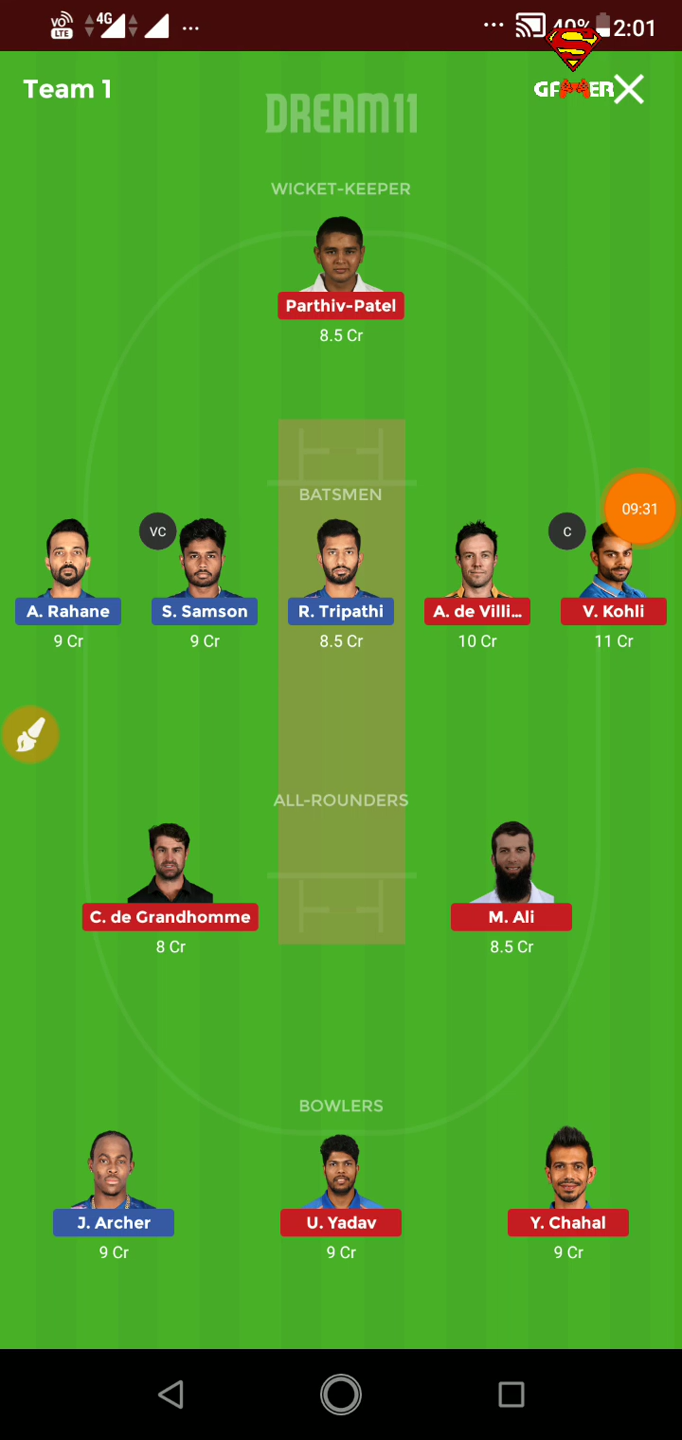 VO LTE 4G ... ... 40% 2:01
Team 1
GAMER
DREAM11
WICKET-KEEPER
Parthiv-Patel
8.5 Cr
BATSMEN
09:31
VC C
A. Rahane S. Samson R. Tripathi A. de Villi... V. Kohli
9 Cr 9 Cr 8.5 Cr 10 Cr 11 Cr
ALL-ROUNDERS
C. de Grandhomme M. Ali
8 Cr 8.5 Cr
BOWLERS
J. Archer U. Yadav Y. Chahal
9 Cr 9 Cr 9 Cr